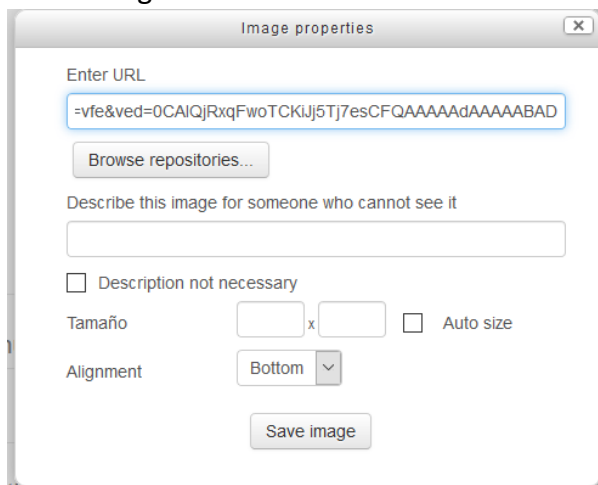 Image properties
Enter URL
=vfe&ved=0CAIQjRxqFwoTCKiJj5Tj7esCFQAAAAAdAAAAABAD
Browse repositories...
Describe this image for someone who cannot see it
Description not necessary
Tamaño x Auto size
Alignment Bottom
Save image